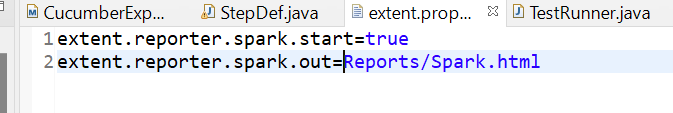 CucumberExp... StepDef.java extent.prop... TestRunner.java
1 extent.reporter.spark.start=true
2 extent.reporter.spark.out=Reports/Spark.html